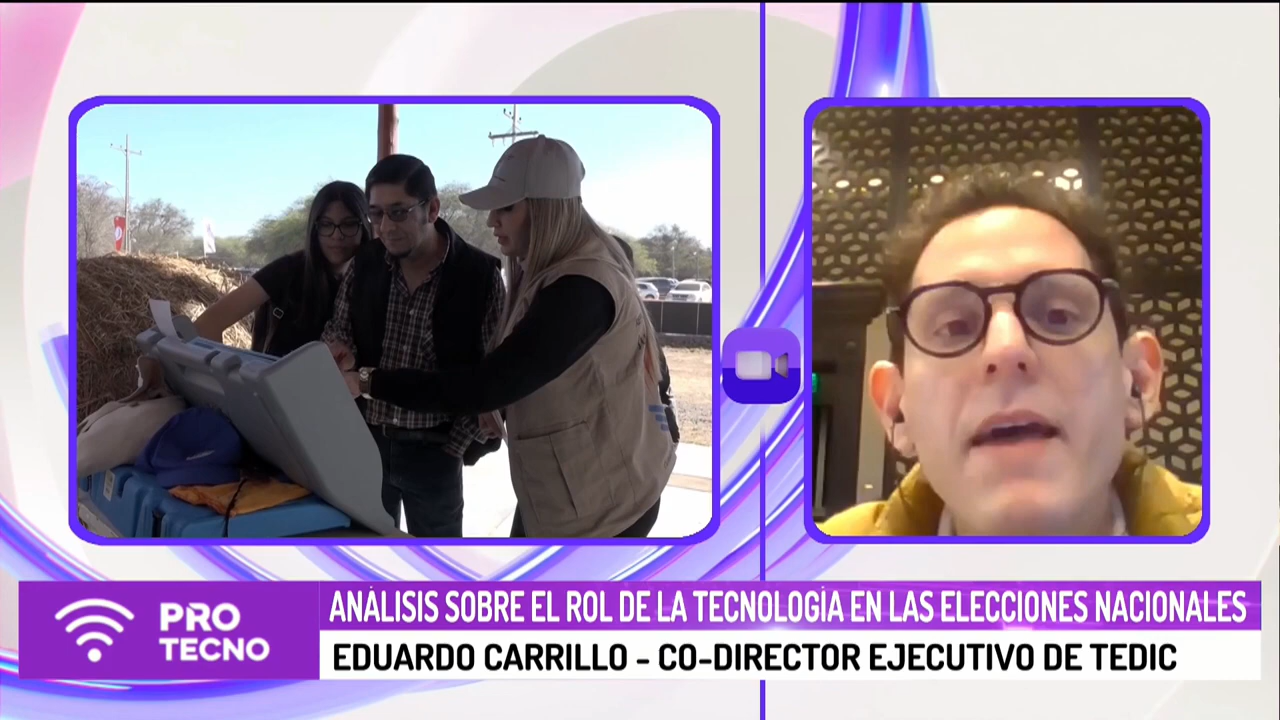 PRO
TECNO
ANÁLISIS SOBRE EL ROL DE LA TECNOLOGÍA EN LAS ELECCIONES NACIONALES
EDUARDO CARRILLO - CO-DIRECTOR EJECUTIVO DE TEDIC